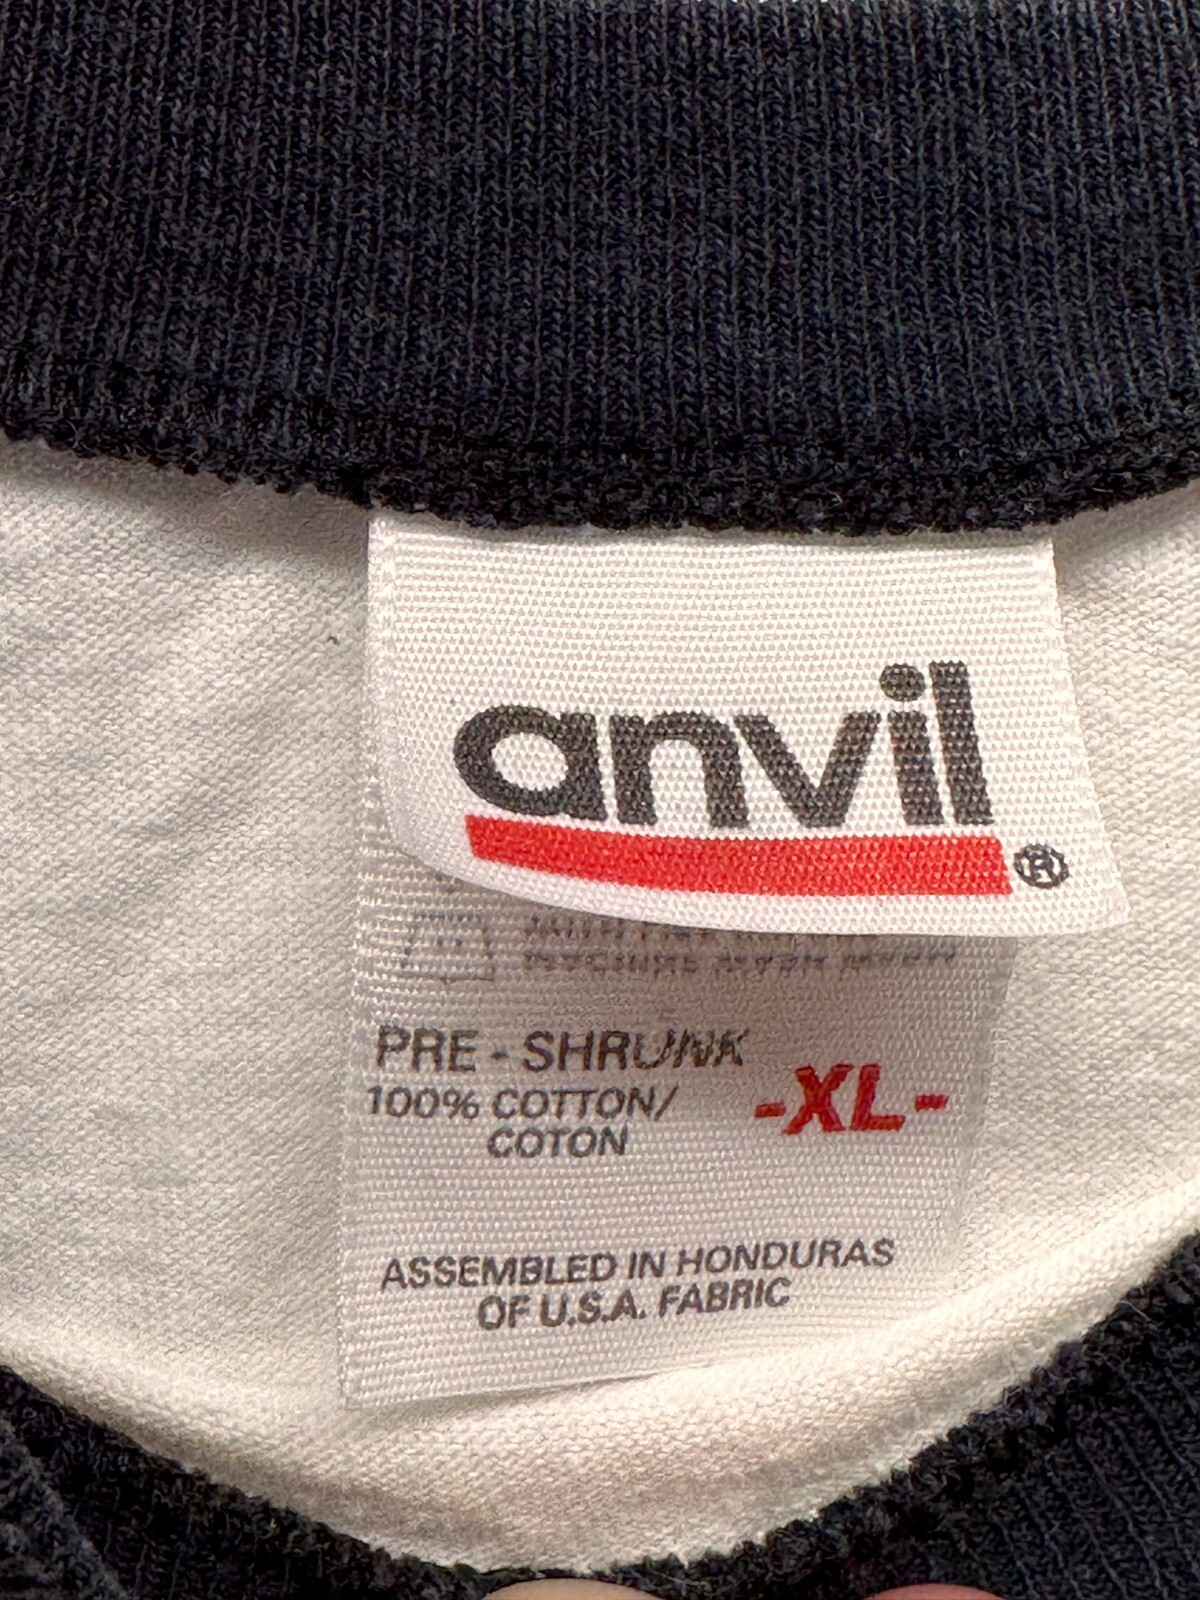 anvil
®
PRE - SHRUNK
100% COTTON/
COTON
-XL-
ASSEMBLED IN HONDURAS
OF U.S.A. FABRIC